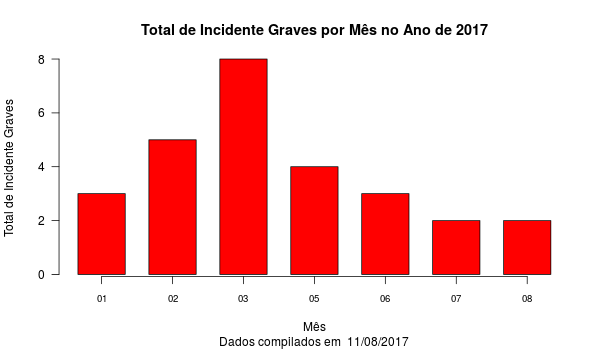 Total de Incidente Graves por Mês no Ano de 2017
Total de Incidente Graves
8
6
4
2
0
01 02 03 05 06 07 08
Mês
Dados compilados em 11/08/2017